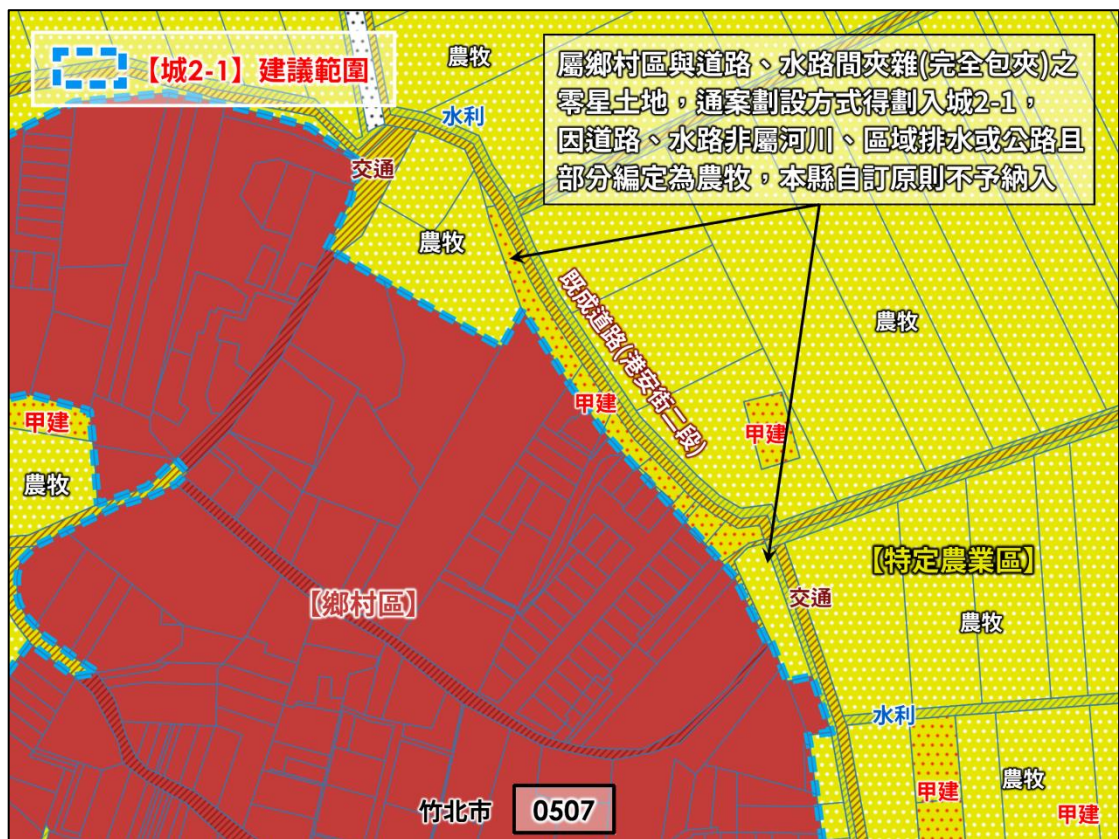 【城2-1】建議範圍
屬鄉村區與道路、水路間夾雜(完全包夾)之
零星土地，通案劃設方式得劃入城2-1，
因道路、水路非屬河川、區域排水或公路且
部分編定為農牧，本縣自訂原則不予納入
農牧
水利
交通
農牧
既成道路(港安街二段)
農牧
甲建
甲建
甲建
農牧
【特定農業區】
【鄉村區】
交通
農牧
水利
甲建
農牧
甲建
竹北市 0507